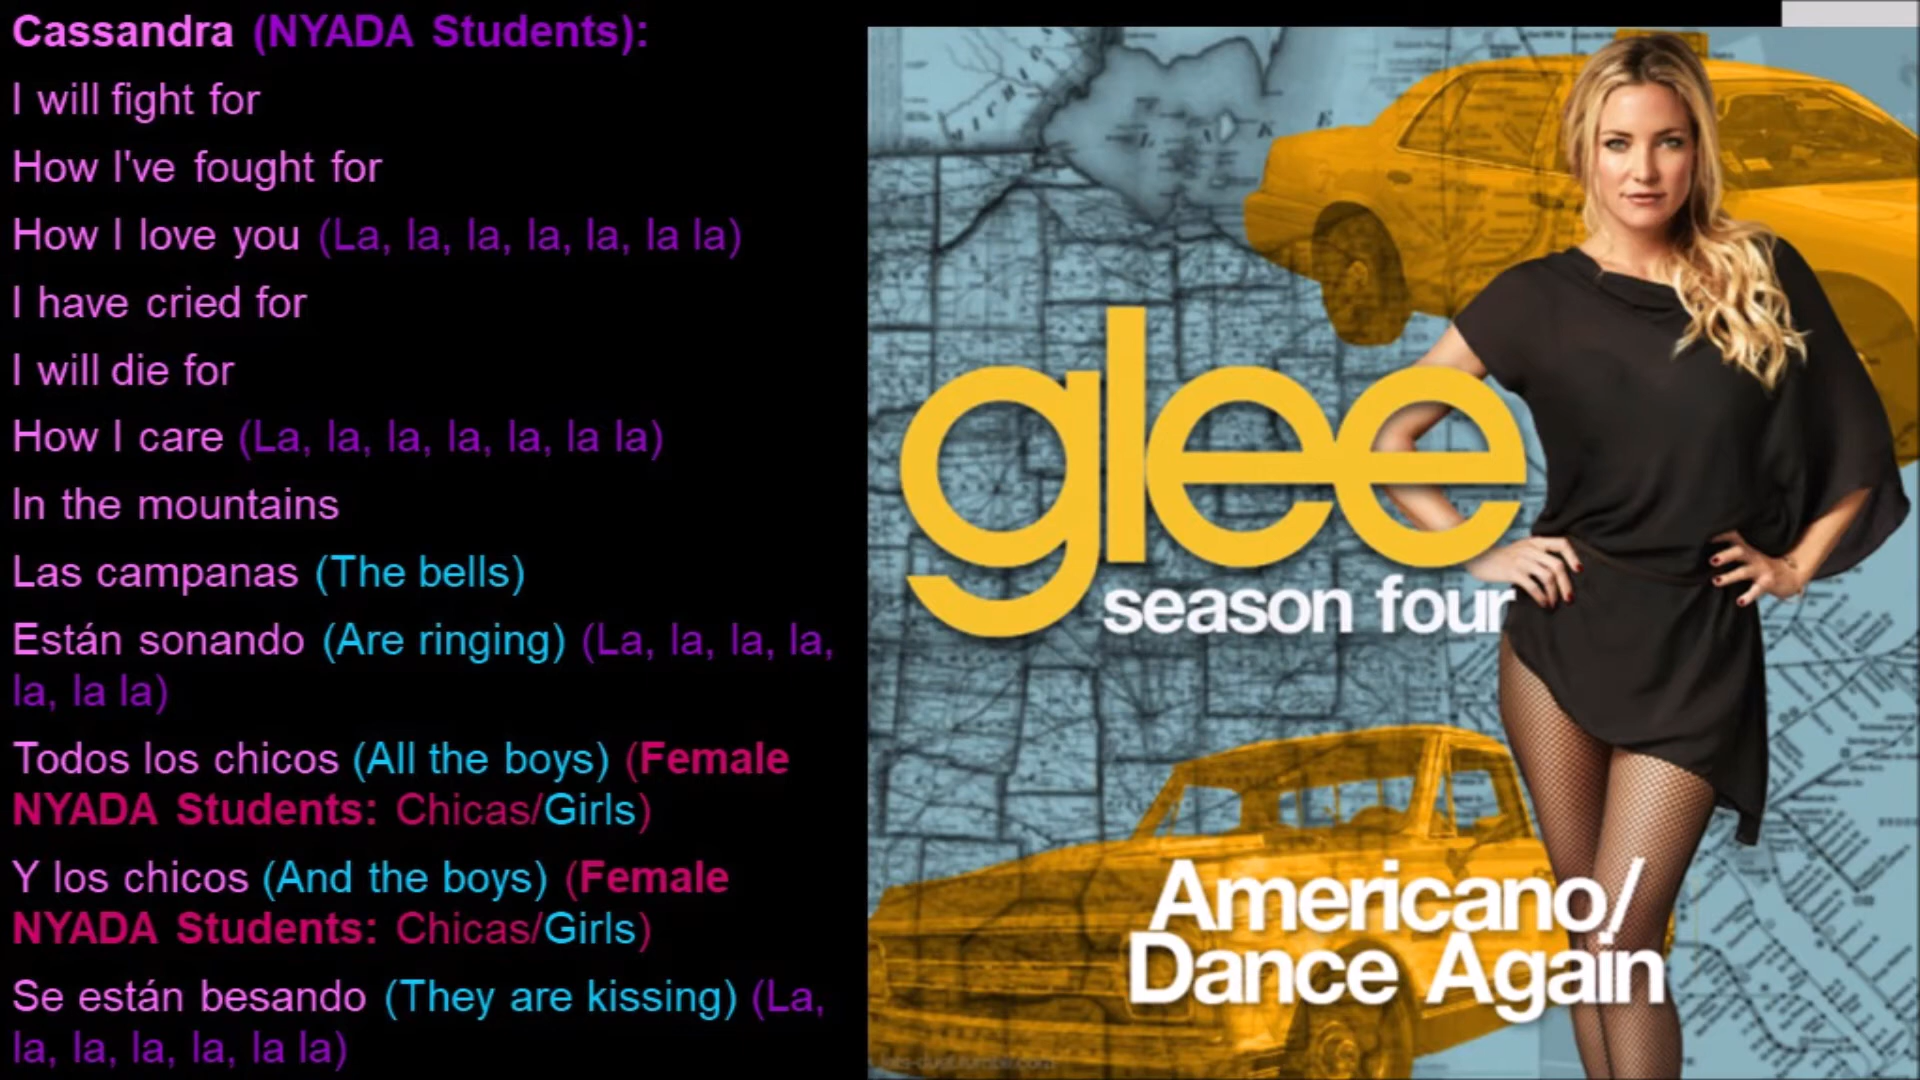 Cassandra (NYADA Students):
I will fight for
How I've fought for
How I love you (La, la, la, la, la, la la)
I have cried for
I will die for
How I care (La, la, la, la, la, la la)
In the mountains
Las campanas (The bells)
Están sonando (Are ringing) (La, la, la, la,
la, la la)
Todos los chicos (All the boys) (Female
NYADA Students: Chicas/Girls)
Y los chicos (And the boys) (Female
NYADA Students: Chicas/Girls)
Se están besando (They are kissing) (La,
la, la, la, la, la la)
glee
season four
Americano/
Dance Again